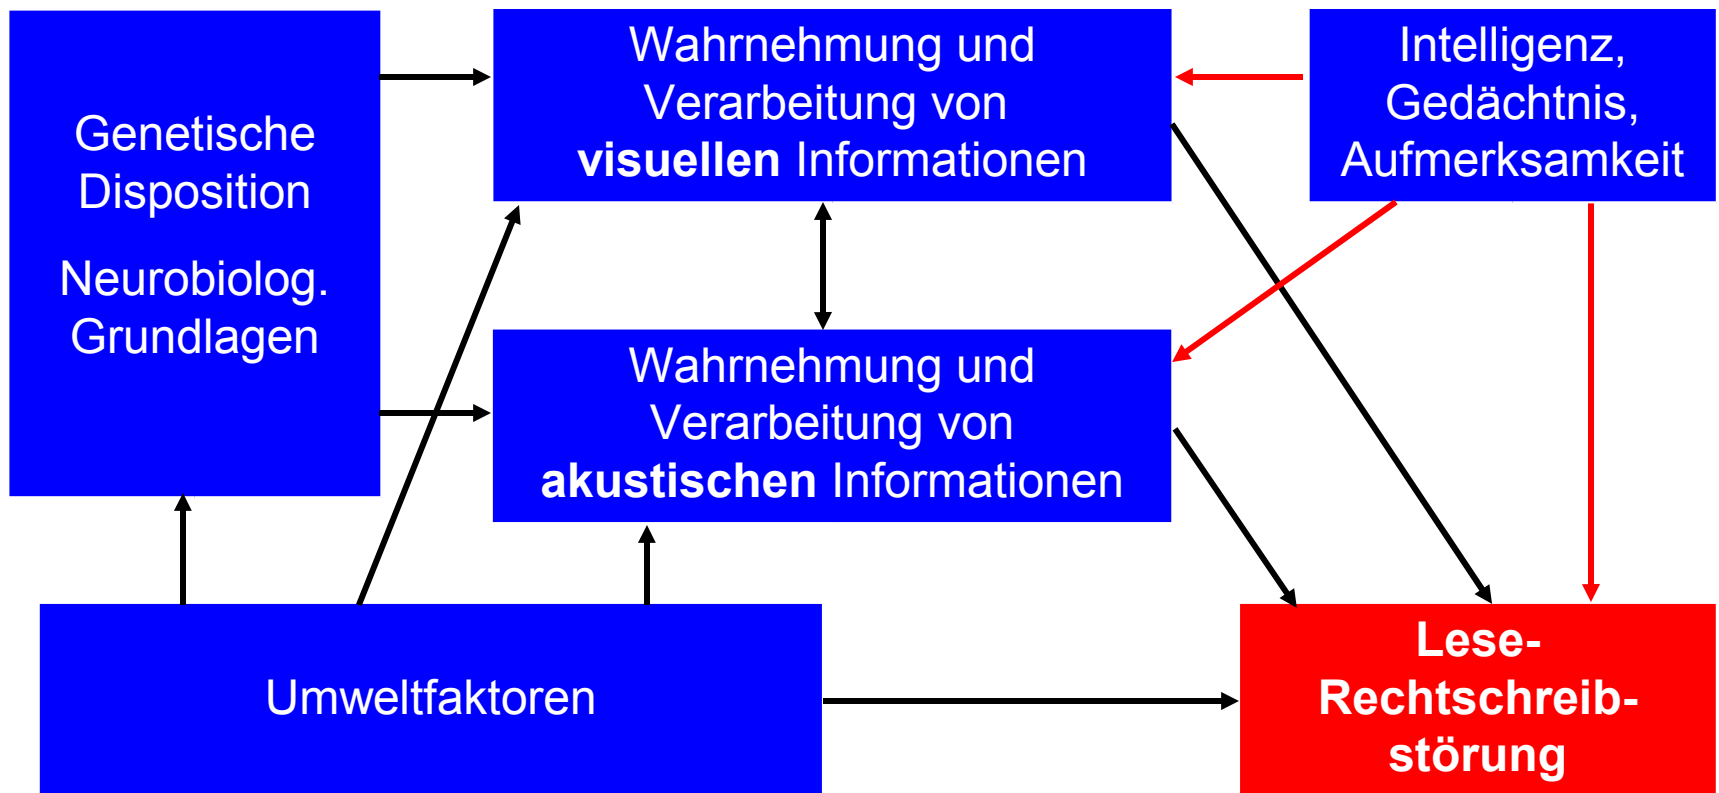 Genetische
Disposition
Neurobiolog.
Grundlagen
Wahrnehmung und
Verarbeitung von
visuellen Informationen
Intelligenz,
Gedächtnis,
Aufmerksamkeit
Wahrnehmung und
Verarbeitung von
akustischen Informationen
Umweltfaktoren
Lese-
Rechtschreib-
störung